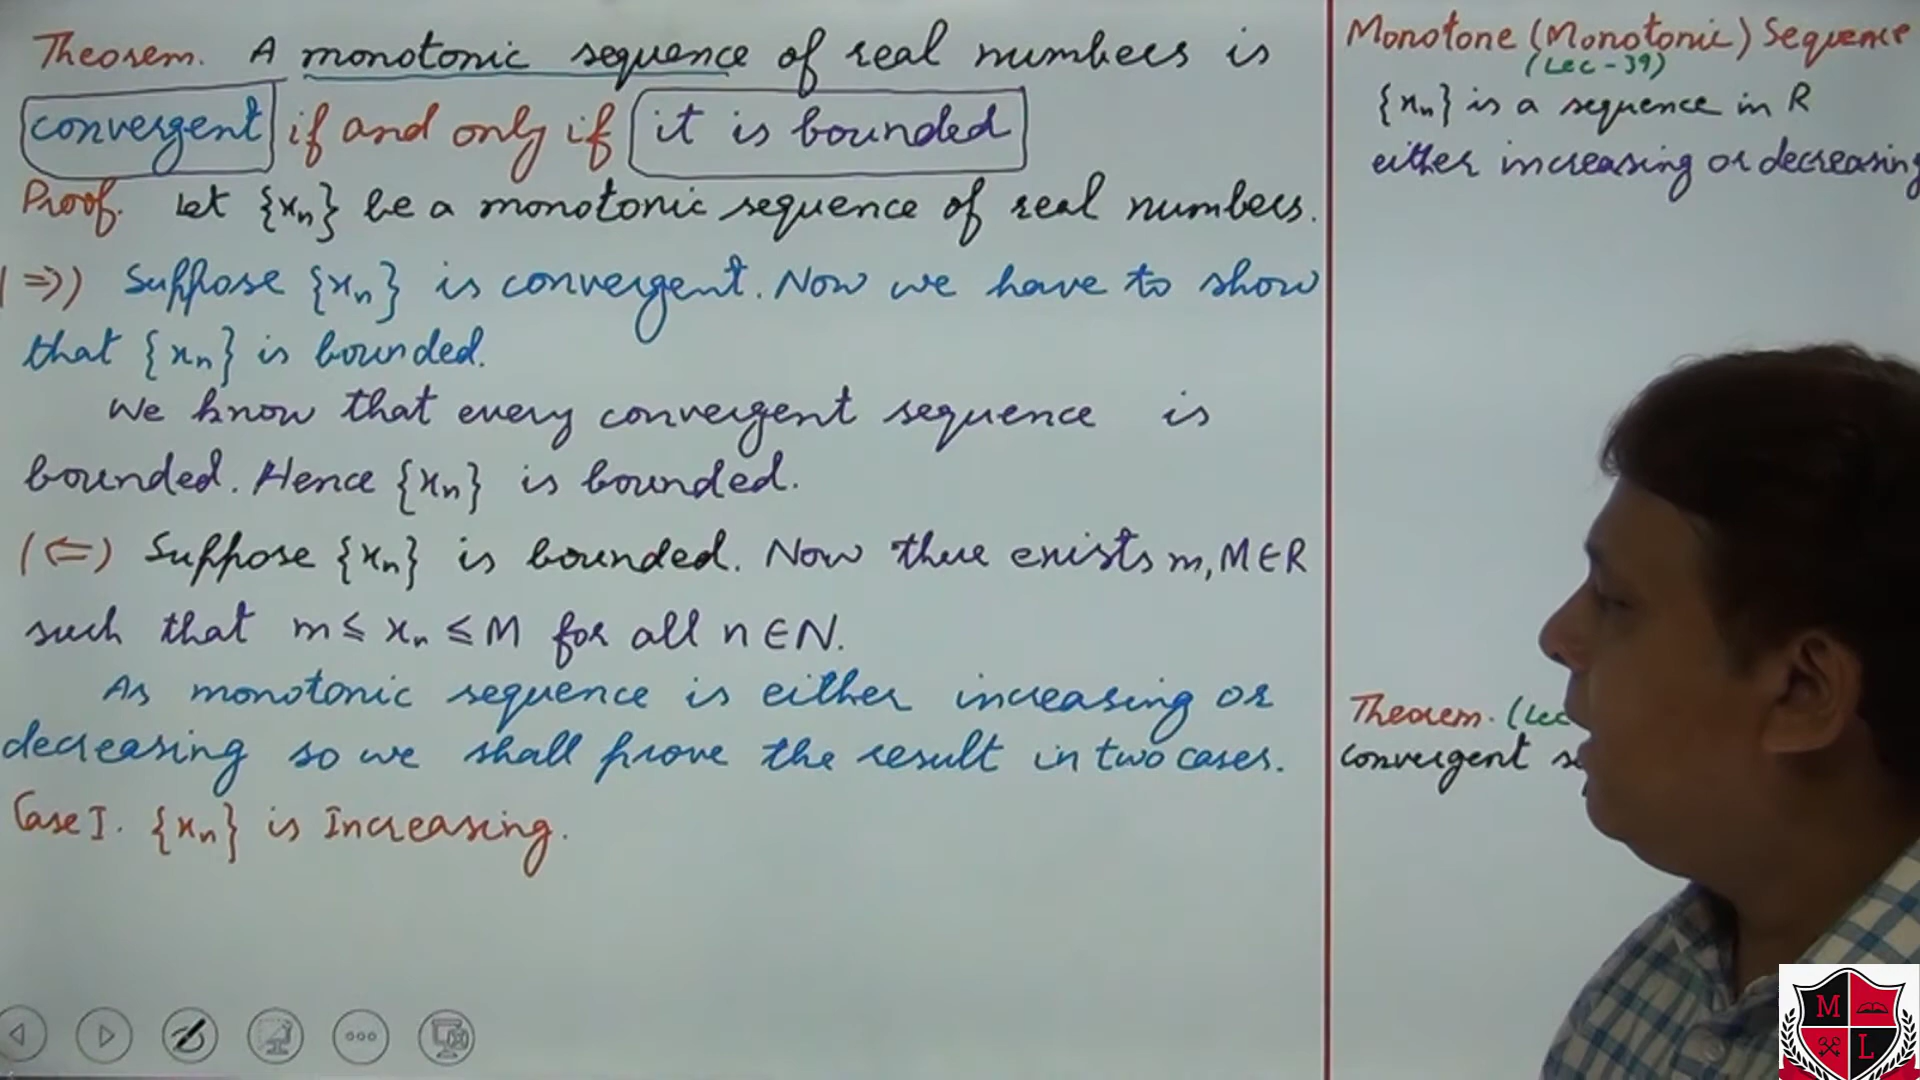 Theorem. A monotonic sequence of real numbers is
convergent if and only if it is bounded
Proof. Let {xₙ} be a monotonic sequence of real numbers.
(⇒) Suppose {xₙ} is convergent. Now we have to show
that {xₙ} is bounded.
We know that every convergent sequence is
bounded. Hence {xₙ} is bounded.
(⇐) Suppose {xₙ} is bounded. Now there exists m, M ∈ R
such that m ≤ xₙ ≤ M for all n ∈ N.
As monotonic sequence is either increasing or
decreasing so we shall prove the result in two cases.
Case I. {xₙ} is Increasing.
Monotone (Monotonic) Sequence
(Lec-39)
{xₙ} is a sequence in R
either increasing or decreasing
Theorem. (Lec
convergent s
M
L